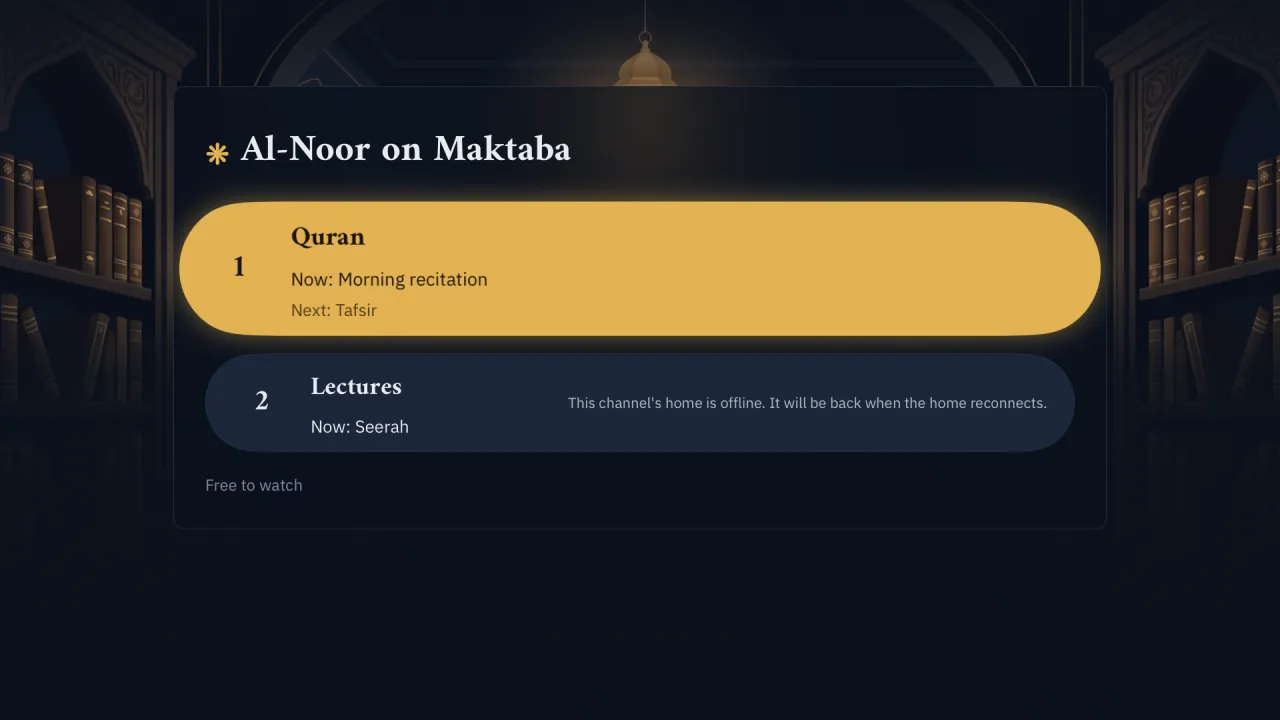 Al-Noor on Maktaba
1
Quran
Now: Morning recitation
Next: Tafsir
2
Lectures
Now: Seerah
This channel's home is offline. It will be back when the home reconnects.
Free to watch